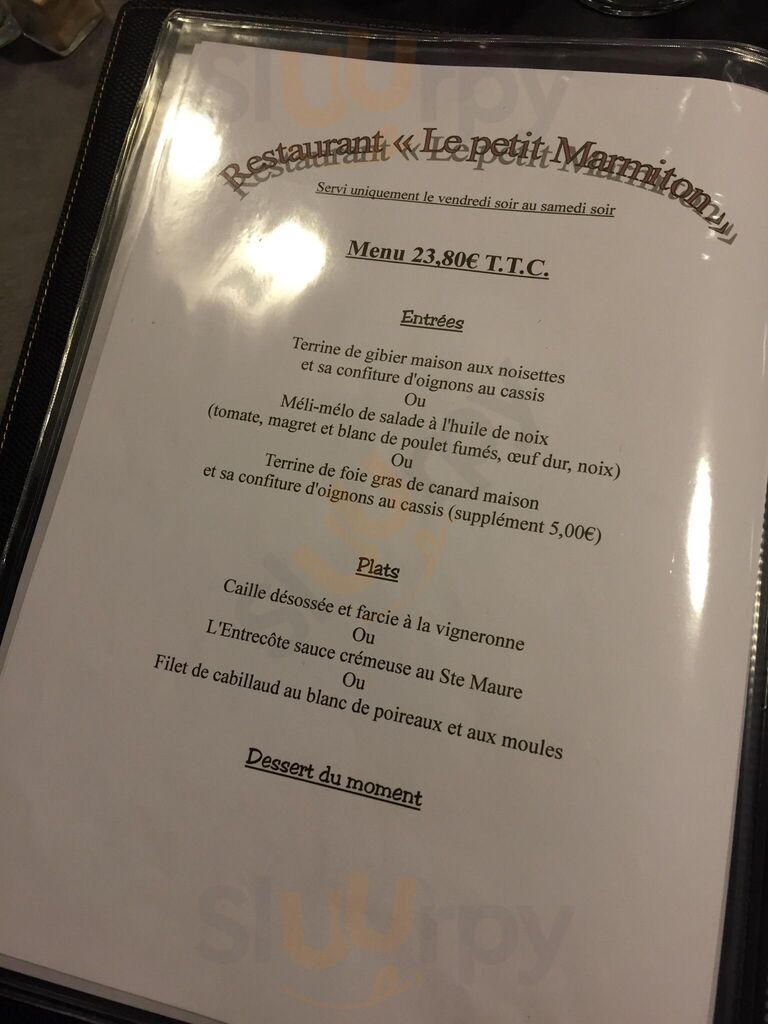 sluurpy
Restaurant « Le petit Marmiton»
Servi uniquement le vendredi soir au samedi soir
Menu 23,80€ T.T.C.
Entrées
Terrine de gibier maison aux noisettes
et sa confiture d'oignons au cassis
Ou
Méli-mélo de salade à l'huile de noix
(tomate, magret et blanc de poulet fumés, œuf dur, noix)
Ou
Terrine de foie gras de canard maison
et sa confiture d'oignons au cassis (supplément 5,00€)
sluurpy
Plats
Caille désossée et farcie à la vigneronne
Ou
L'Entrecôte sauce crémeuse au Ste Maure
Ou
Filet de cabillaud au blanc de poireaux et aux moules
Dessert du moment
sluurpy